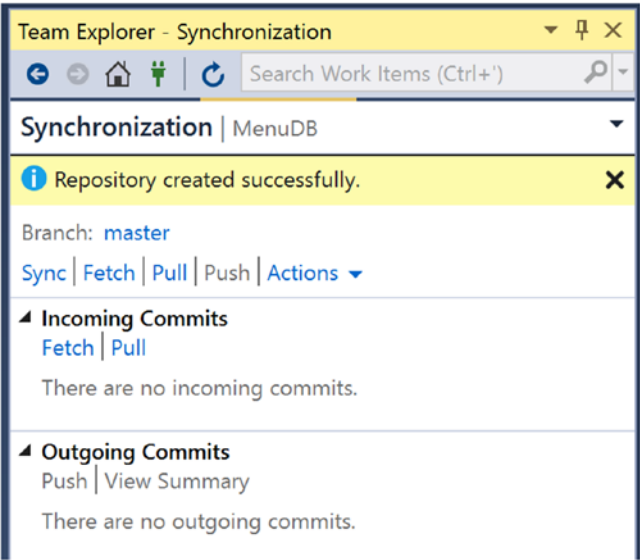 Team Explorer - Synchronization
Search Work Items (Ctrl+')
Synchronization | MenuDB
Repository created successfully.
Branch: master
Sync | Fetch | Pull | Push | Actions
Incoming Commits
Fetch | Pull
There are no incoming commits.
Outgoing Commits
Push | View Summary
There are no outgoing commits.